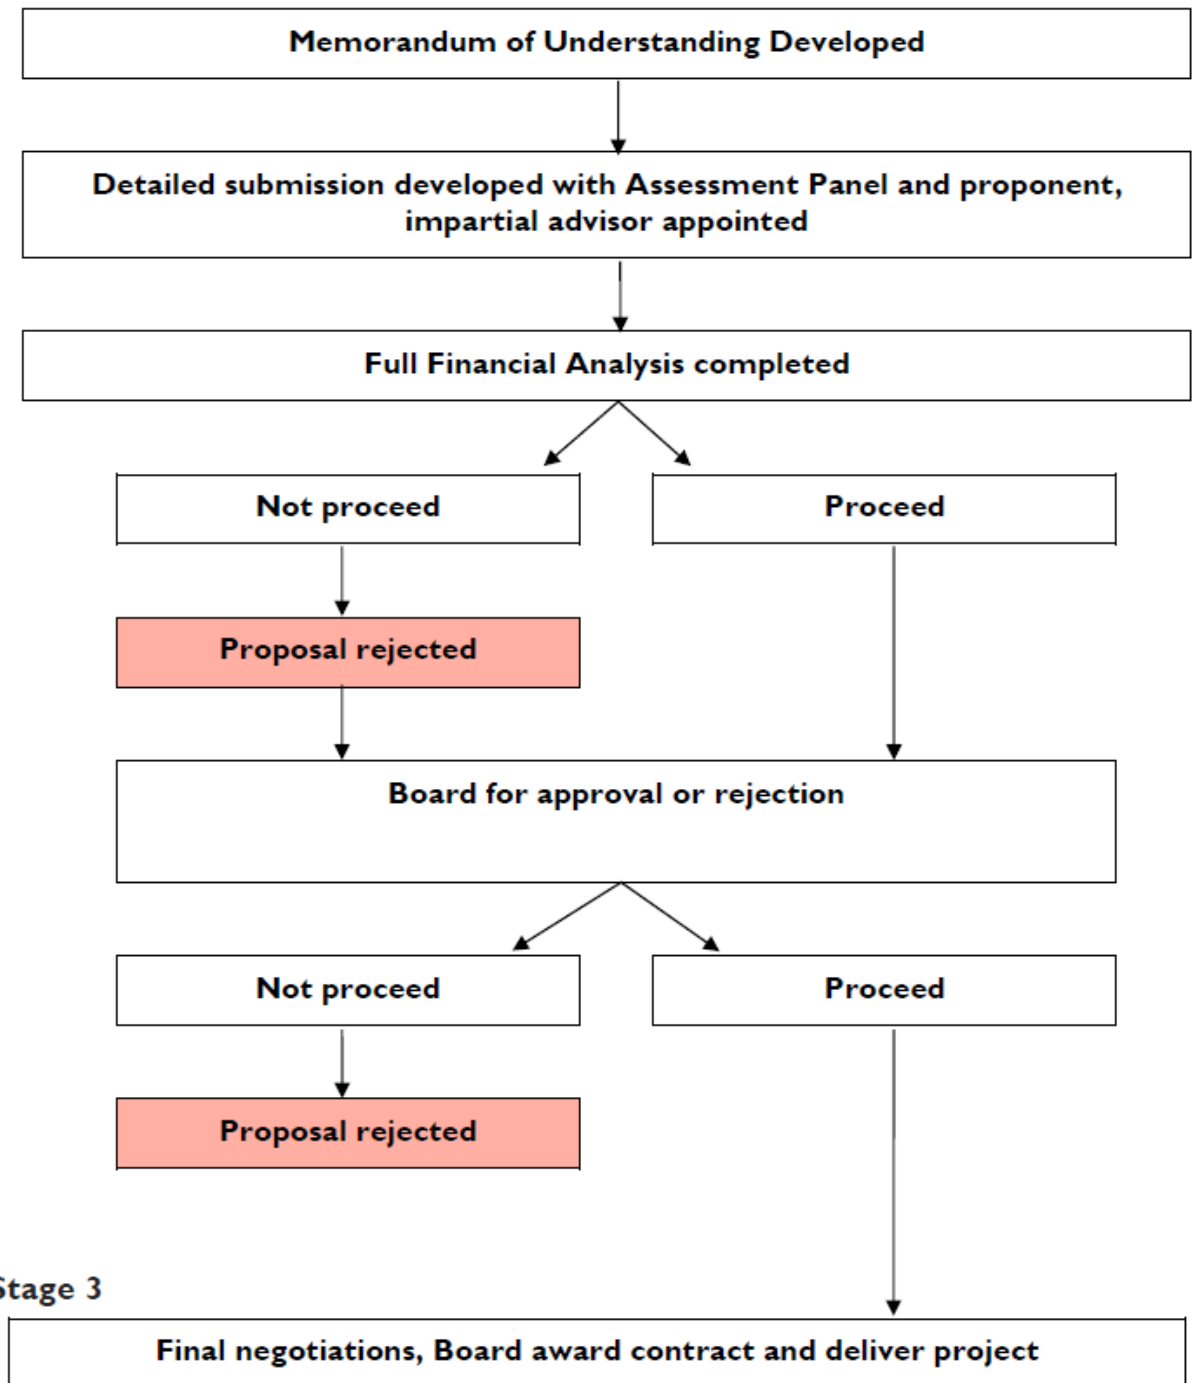 Memorandum of Understanding Developed
Detailed submission developed with Assessment Panel and proponent,
impartial advisor appointed
Full Financial Analysis completed
Not proceed
Proceed
Proposal rejected
Board for approval or rejection
Not proceed
Proceed
Proposal rejected
Stage 3
Final negotiations, Board award contract and deliver project